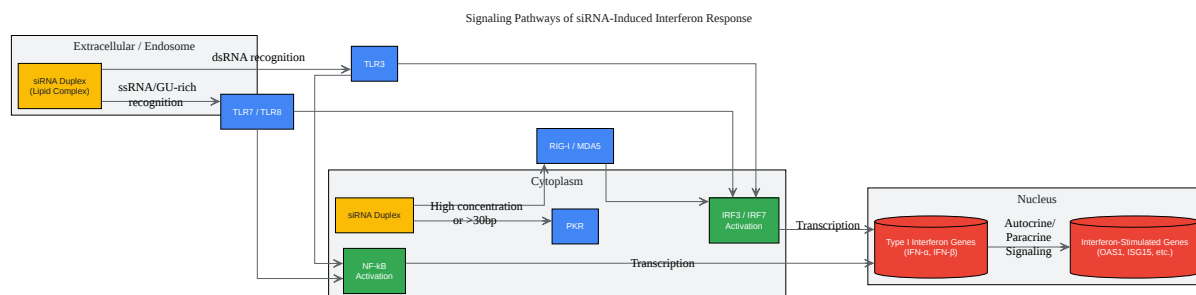 Signaling Pathways of siRNA-Induced Interferon Response
Extracellular / Endosome
siRNA Duplex
(Lipid Complex)
dsRNA recognition
ssRNA/GU-rich
recognition
TLR3
TLR7 / TLR8
RIG-I / MDA5
Cytoplasm
siRNA Duplex
High concentration
or >30bp
PKR
IRF3 / IRF7
Activation
NF-kB
Activation
Transcription
Transcription
Nucleus
Type I Interferon Genes
(IFN-α, IFN-β)
Autocrine/
Paracrine
Signaling
Interferon-Stimulated Genes
(OAS1, ISG15, etc.)